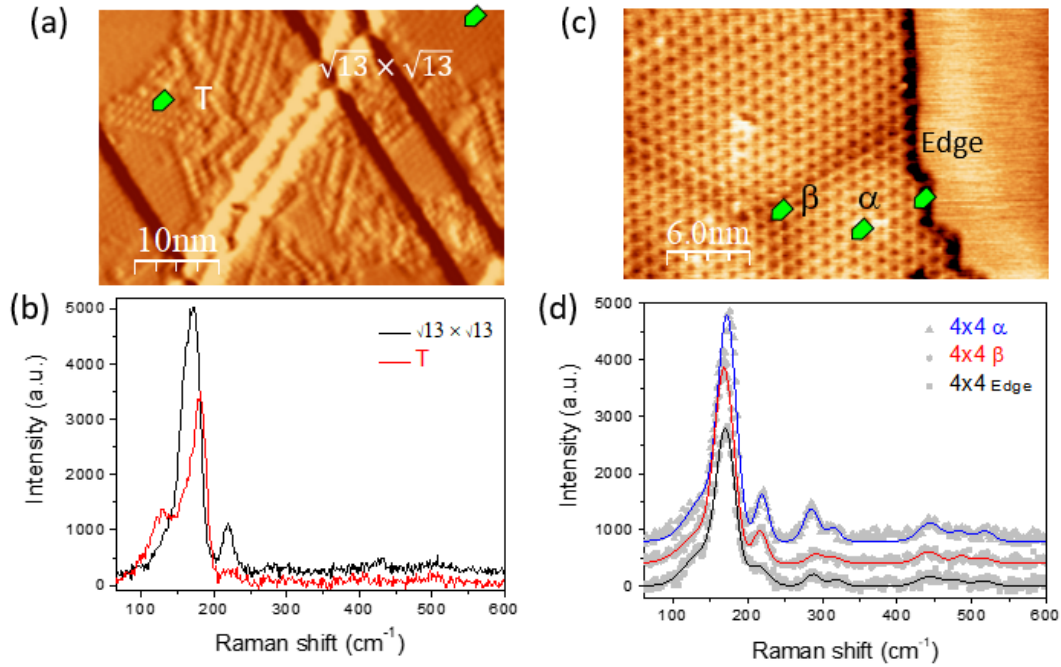 (a)
√13 × √13
T
10nm
(b)
5000
4000
3000
2000
1000
0
100 200 300 400 500 600
Intensity (a.u.)
Raman shift (cm⁻¹)
√13 × √13
T
(c)
Edge
β
α
6.0nm
(d)
5000
4000
3000
2000
1000
0
100 200 300 400 500 600
Intensity (a.u.)
Raman shift (cm⁻¹)
4x4 α
4x4 β
4x4 Edge